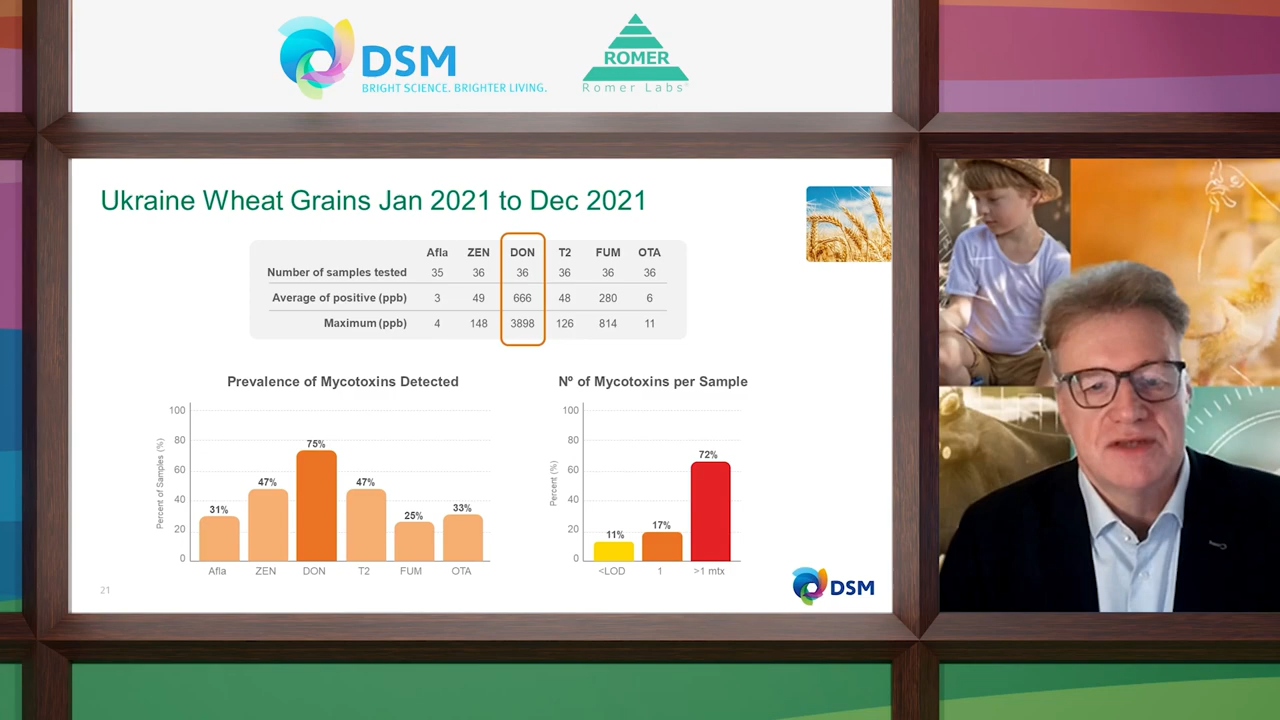 DSM
BRIGHT SCIENCE. BRIGHTER LIVING.
ROMER
Romer Labs
Ukraine Wheat Grains Jan 2021 to Dec 2021
Afla ZEN DON T2 FUM OTA
Number of samples tested 35 36 36 36 36 36
Average of positive (ppb) 3 49 666 48 280 6
Maximum (ppb) 4 148 3898 126 814 11
Prevalence of Mycotoxins Detected
Percent of Samples (%)
100
80
60
40
20
0
31%
47%
75%
47%
25%
33%
Afla ZEN DON T2 FUM OTA
Nº of Mycotoxins per Sample
Percent (%)
100
80
60
40
20
0
11%
17%
72%
<LOD 1 >1 mtx
21
DSM